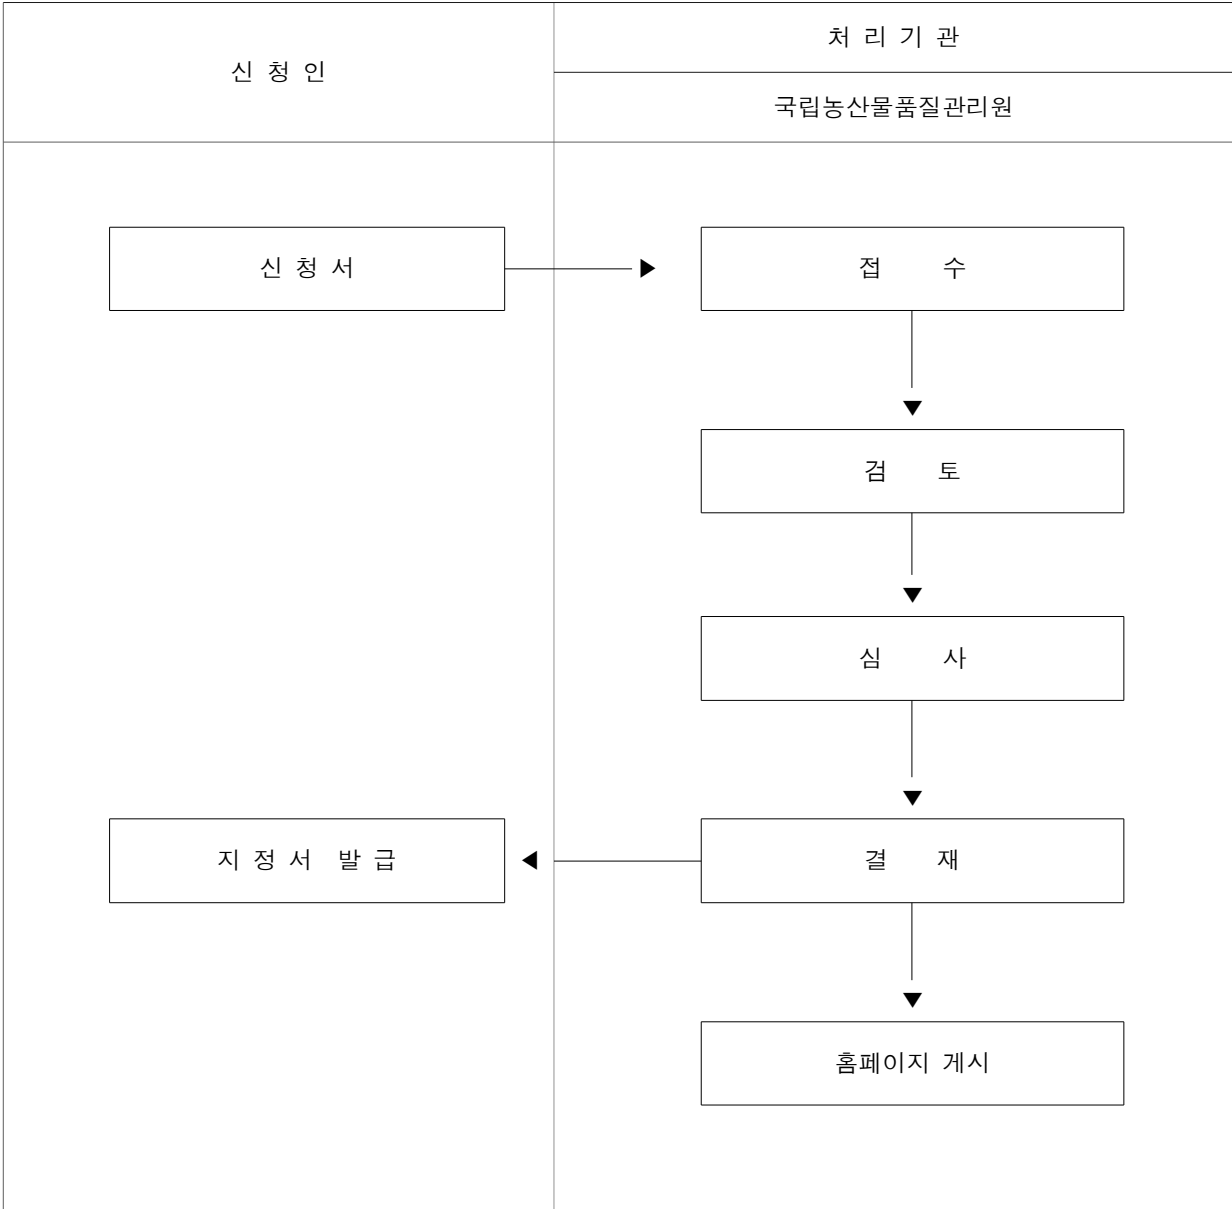 신 청 인
처 리 기 관
국립농산물품질관리원
신 청 서
접 수
검 토
심 사
지 정 서 발 급
결 재
홈페이지 게시